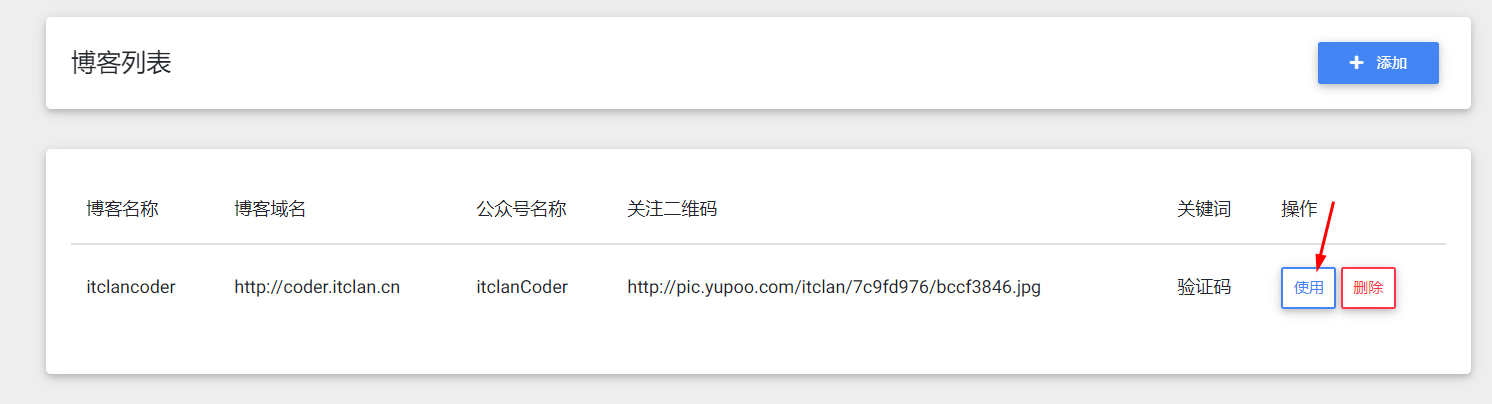 博客列表
添加
博客名称 博客域名 公众号名称 关注二维码 关键词 操作
itclancoder http://coder.itclan.cn itclanCoder http://pic.yupoo.com/itclan/7c9fd976/bccf3846.jpg 验证码 使用 删除